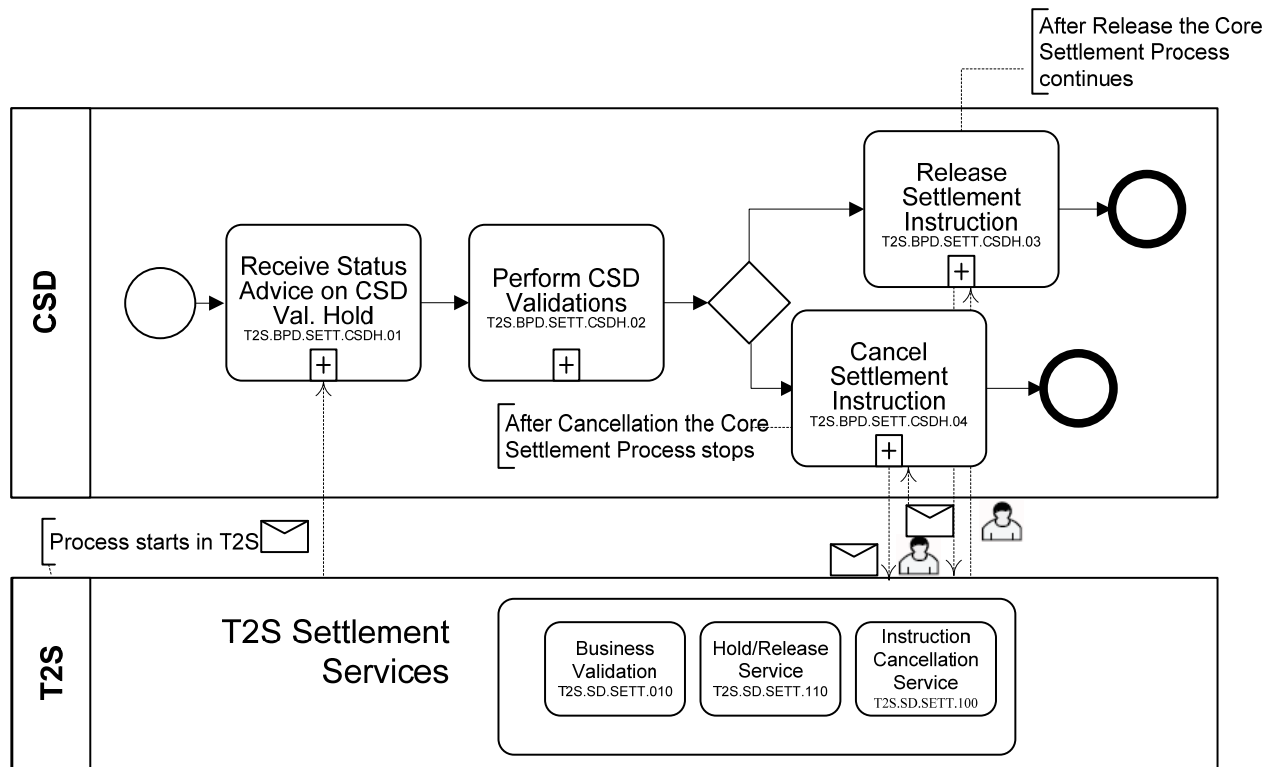 After Release the Core
Settlement Process
continues
CSD
Receive Status
Advice on CSD
Val. Hold
T2S.BPD.SETT.CSDH.01
Perform CSD
Validations
T2S.BPD.SETT.CSDH.02
Release
Settlement
Instruction
T2S.BPD.SETT.CSDH.03
Cancel
Settlement
Instruction
T2S.BPD.SETT.CSDH.04
After Cancellation the Core
Settlement Process stops
Process starts in T2S
T2S
T2S Settlement
Services
Business
Validation
T2S.SD.SETT.010
Hold/Release
Service
T2S.SD.SETT.110
Instruction
Cancellation
Service
T2S.SD.SETT.100